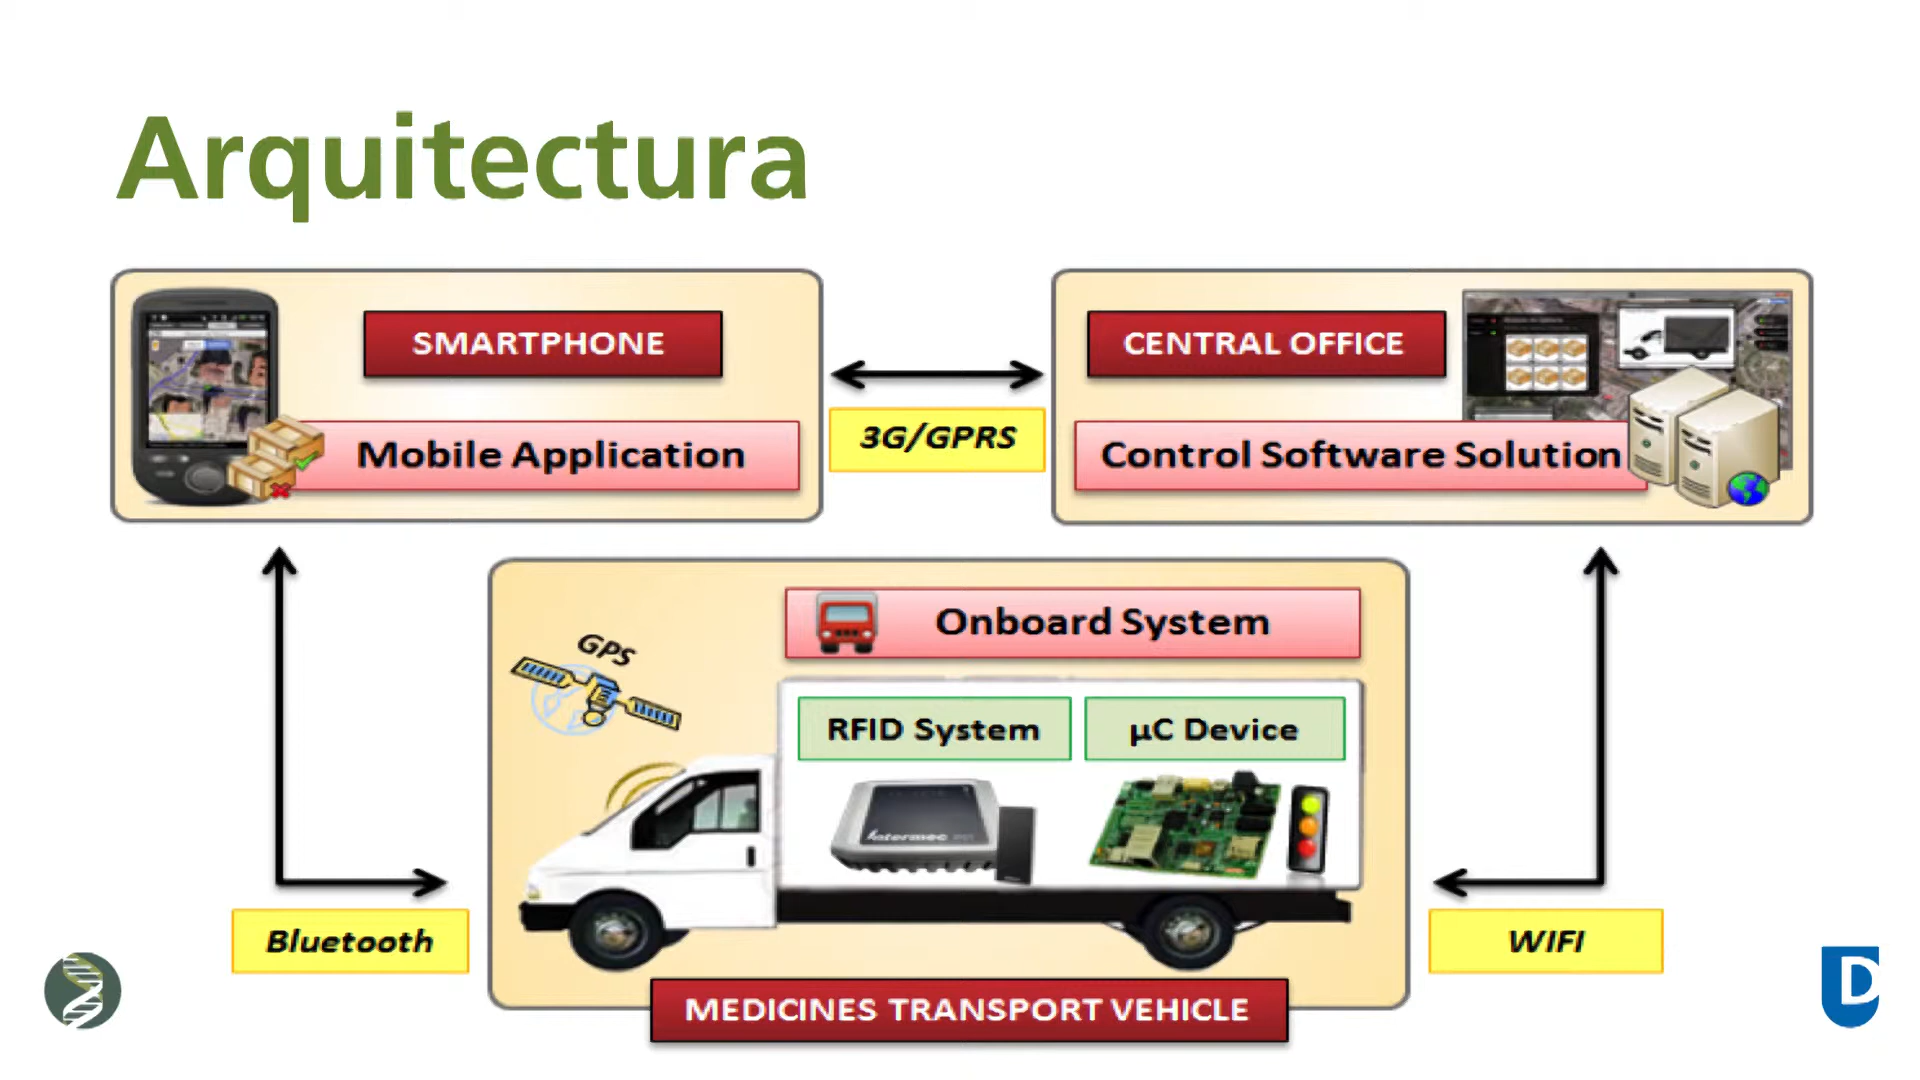 Arquitectura
SMARTPHONE
Mobile Application
3G/GPRS
CENTRAL OFFICE
Control Software Solution
Onboard System
GPS
RFID System
µC Device
Intermec
Bluetooth
WIFI
MEDICINES TRANSPORT VEHICLE
D